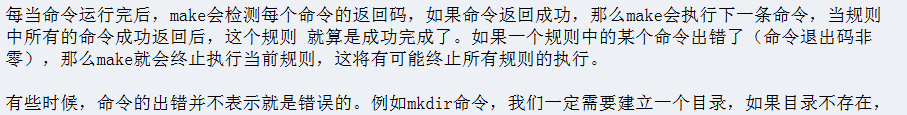 每当命令运行完后，make会检测每个命令的返回码，如果命令返回成功，那么make会执行下一条命令，当规则
中所有的命令成功返回后，这个规则 就算是成功完成了。如果一个规则中的某个命令出错了（命令退出码非
零），那么make就会终止执行当前规则，这将有可能终止所有规则的执行。
有些时候，命令的出错并不表示就是错误的。例如mkdir命令，我们一定需要建立一个目录，如果目录不存在，